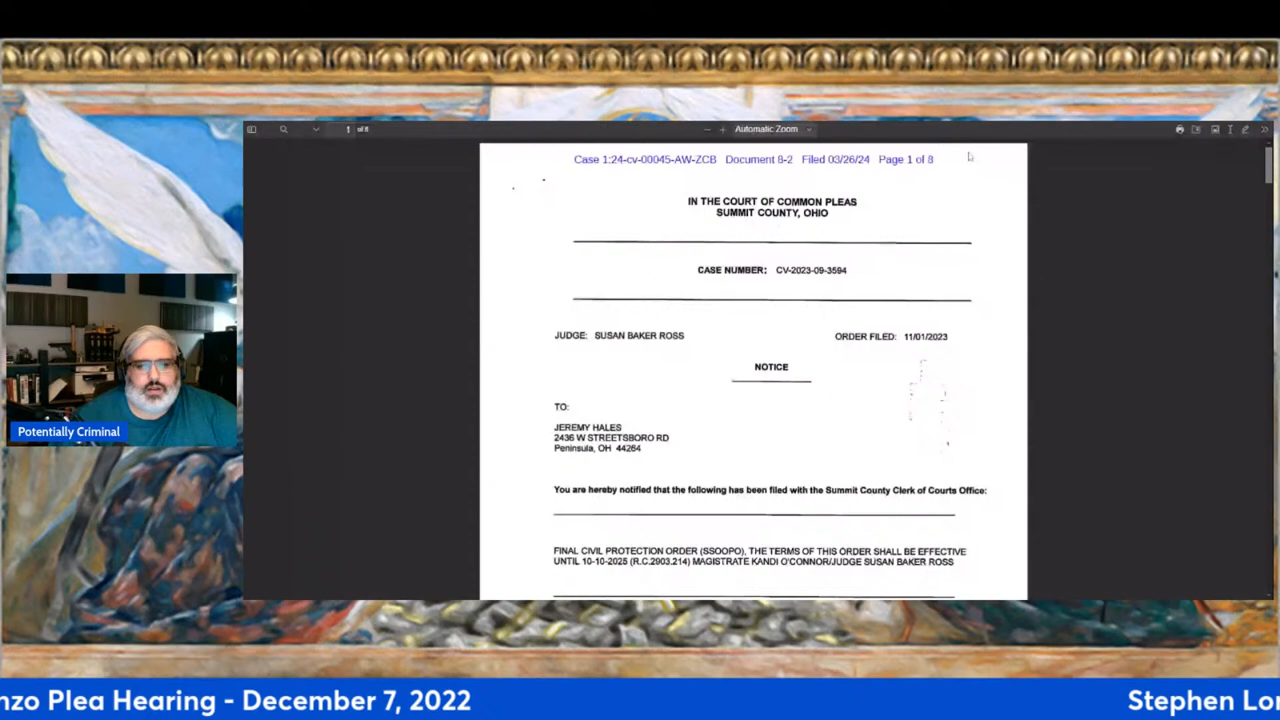 1 of 8
Automatic Zoom
Case 1:24-cv-00045-AW-ZCB Document 8-2 Filed 03/26/24 Page 1 of 8
IN THE COURT OF COMMON PLEAS
SUMMIT COUNTY, OHIO
CASE NUMBER: CV-2023-09-3594
JUDGE: SUSAN BAKER ROSS ORDER FILED: 11/01/2023
NOTICE
TO:
JEREMY HALES
2436 W STREETSBORO RD
Peninsula, OH 44264
You are hereby notified that the following has been filed with the Summit County Clerk of Courts Office:
FINAL CIVIL PROTECTION ORDER (SSOOPO), THE TERMS OF THIS ORDER SHALL BE EFFECTIVE
UNTIL 10-10-2025 (R.C.2903.214) MAGISTRATE KANDI O'CONNOR/JUDGE SUSAN BAKER ROSS
Potentially Criminal
nzo Plea Hearing - December 7, 2022 Stephen Lor